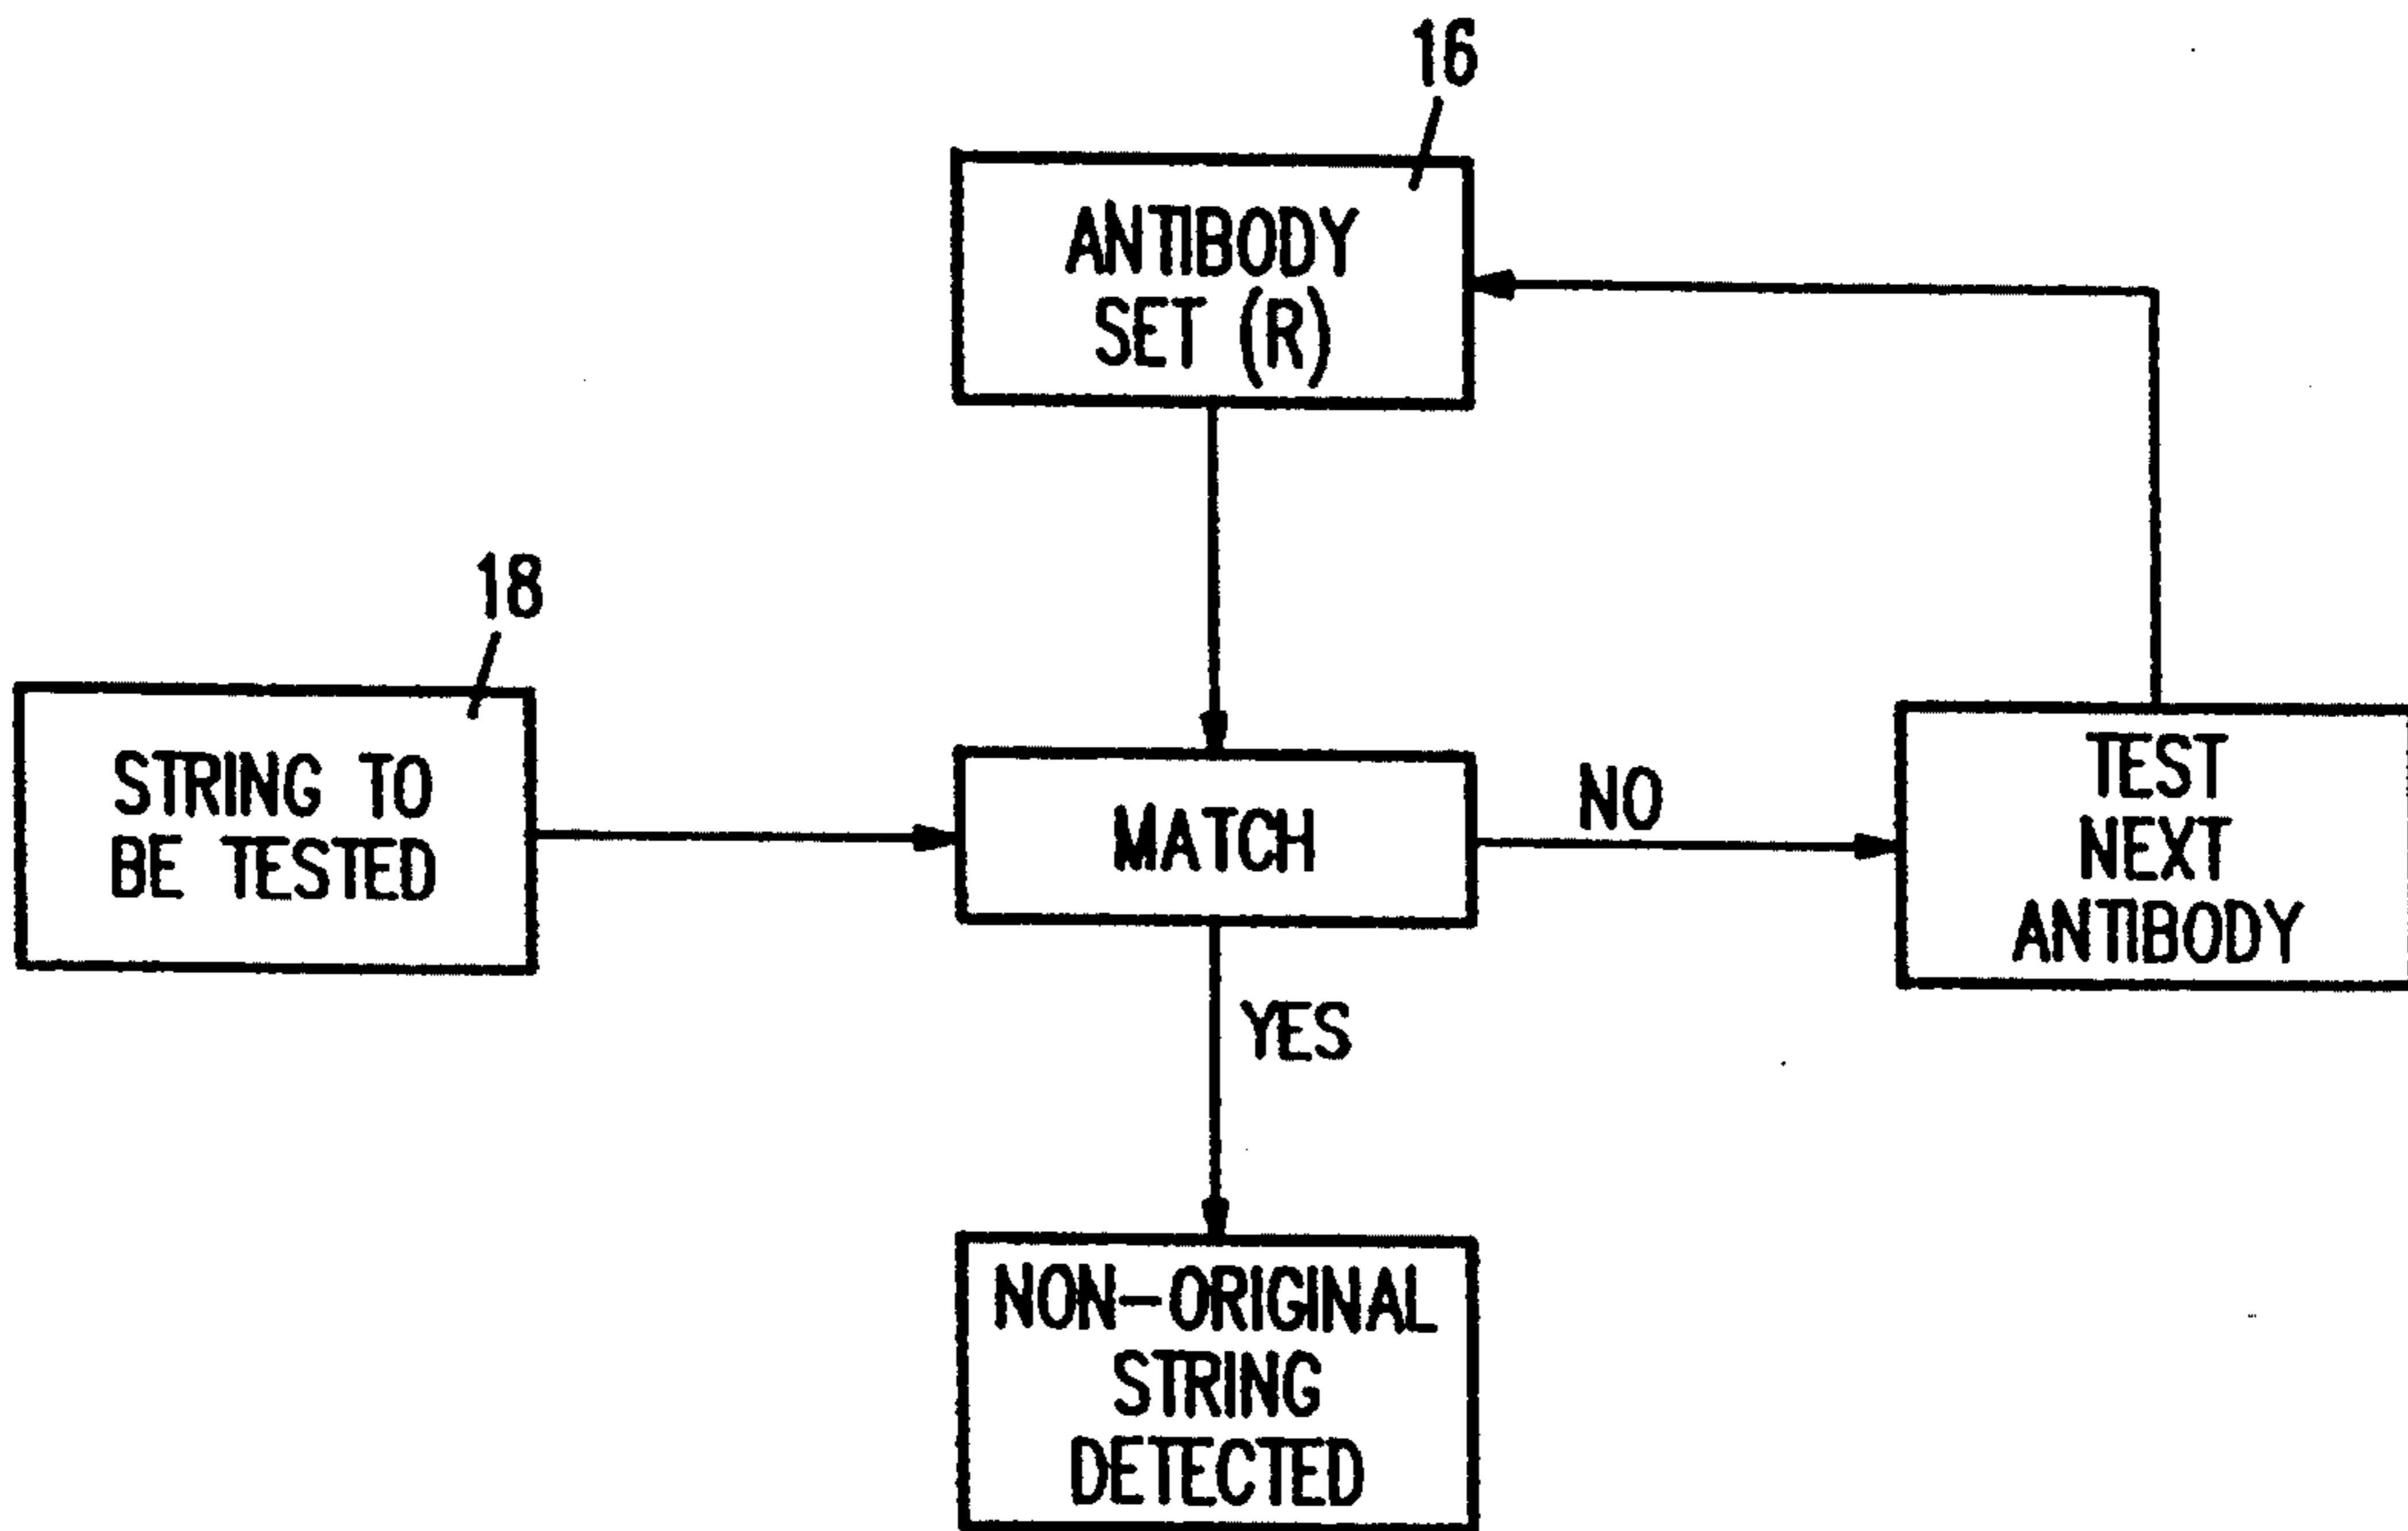 16
ANTIBODY
SET (R)
18
STRING TO
BE TESTED
MATCH
NO
TEST
NEXT
ANTIBODY
YES
NON-ORIGINAL
STRING
DETECTED